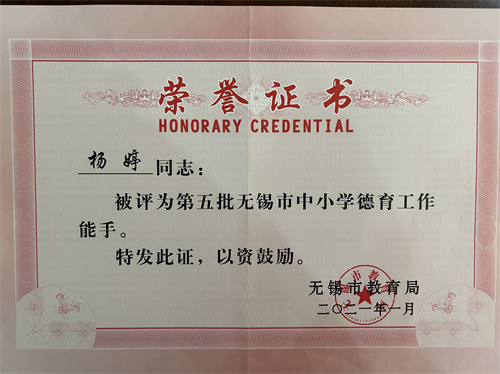 荣誉证书
HONORARY CREDENTIAL
杨婷同志：
被评为第五批无锡市中小学德育工作
能手。
特发此证，以资鼓励。
无锡市教育局
二〇二一年一月